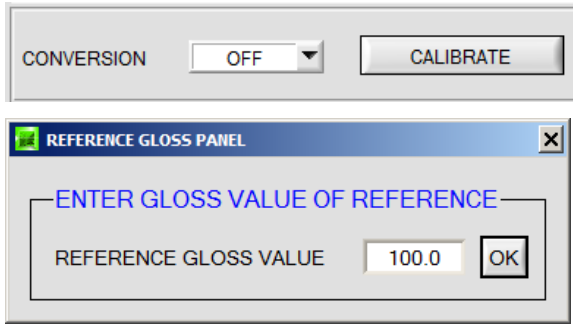 CONVERSION OFF CALIBRATE
REFERENCE GLOSS PANEL
ENTER GLOSS VALUE OF REFERENCE
REFERENCE GLOSS VALUE 100.0 OK